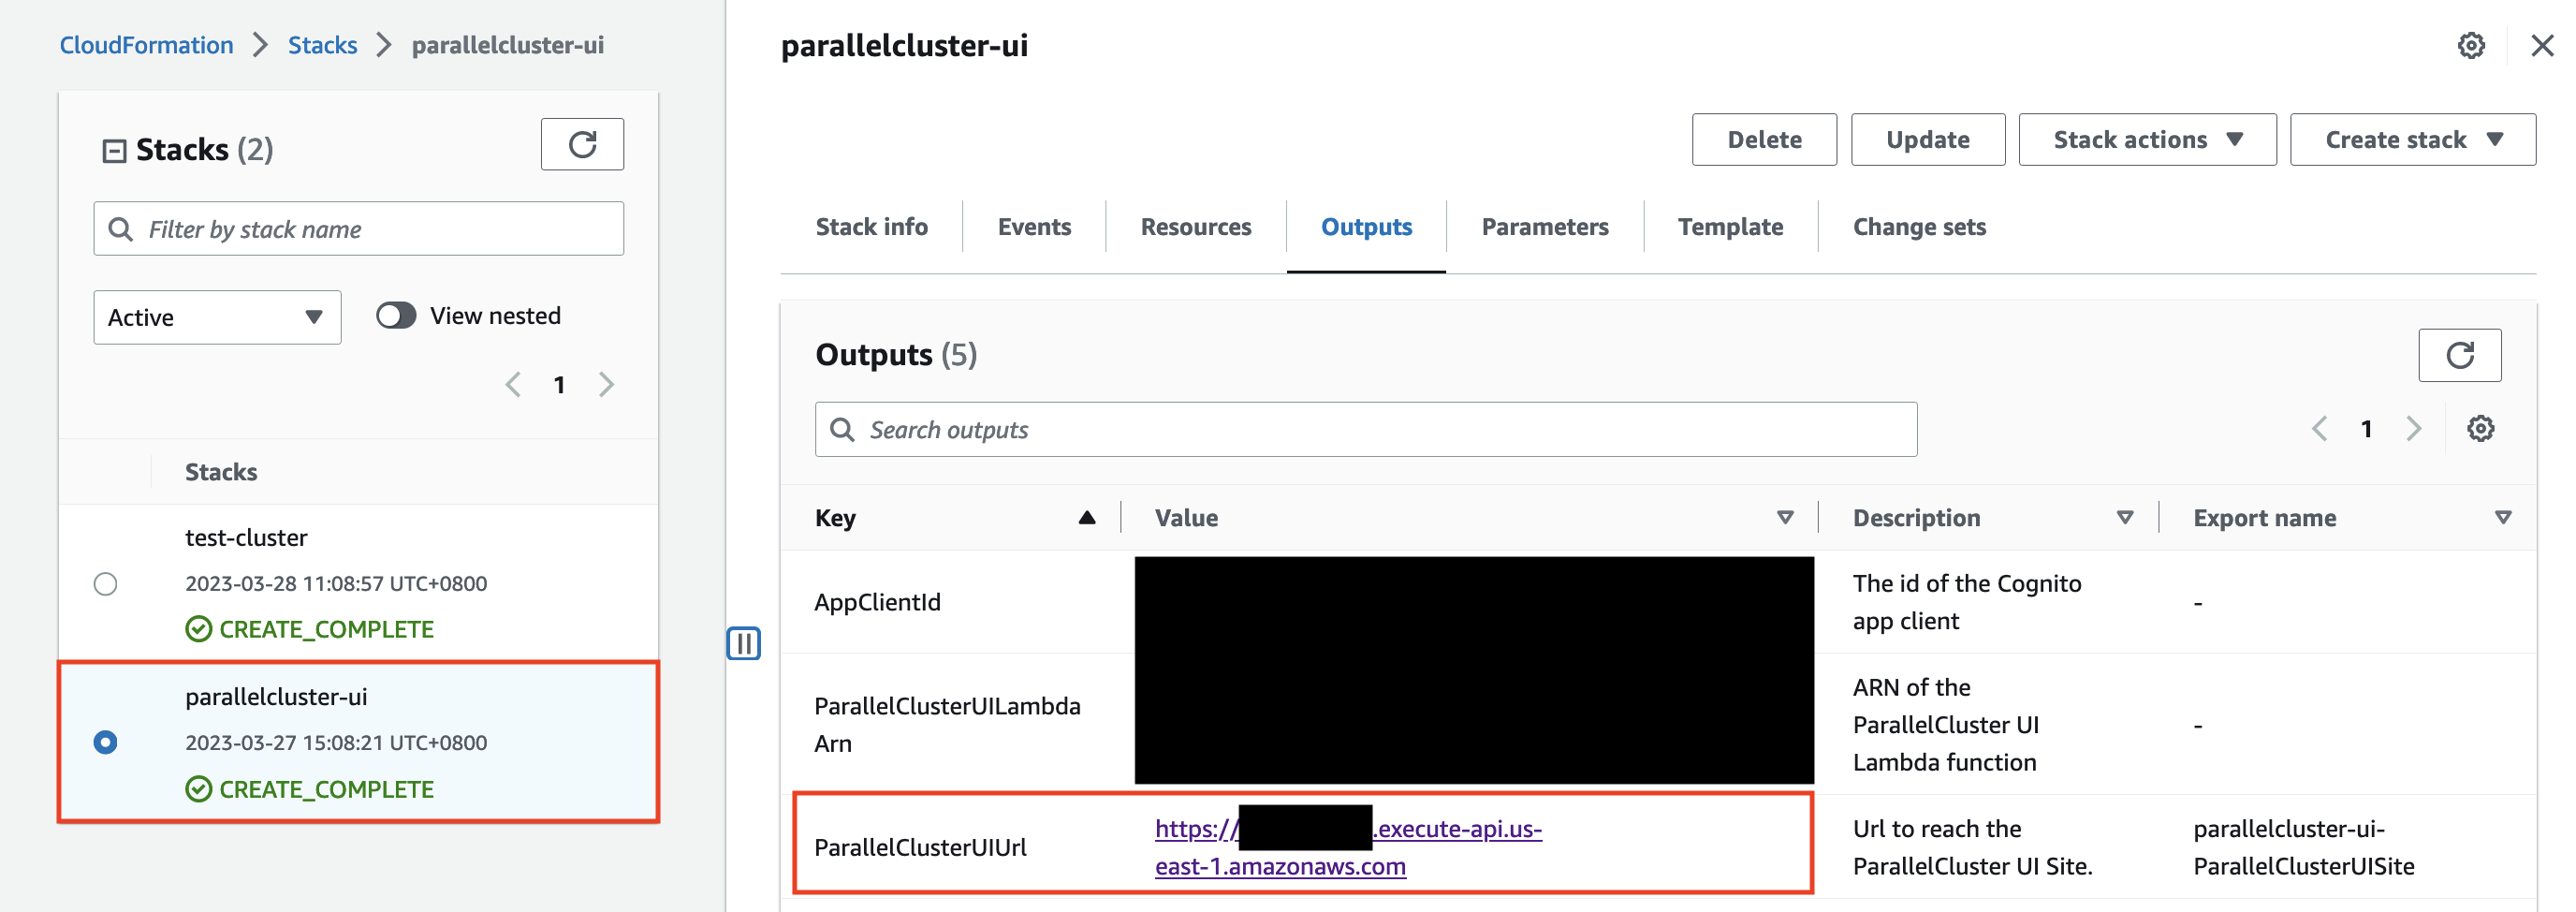 CloudFormation > Stacks > parallelcluster-ui
Stacks (2)
Filter by stack name
Active
View nested
1
Stacks
test-cluster
2023-03-28 11:08:57 UTC+0800
CREATE_COMPLETE
parallelcluster-ui
2023-03-27 15:08:21 UTC+0800
CREATE_COMPLETE
parallelcluster-ui
Delete
Update
Stack actions
Create stack
Stack info
Events
Resources
Outputs
Parameters
Template
Change sets
Outputs (5)
Search outputs
1
Key
Value
Description
Export name
AppClientId
The id of the Cognito
app client
-
ParallelClusterUILambda
Arn
ARN of the
ParallelCluster UI
Lambda function
-
ParallelClusterUIUrl
https:// .execute-api.us-
east-1.amazonaws.com
Url to reach the
ParallelCluster UI Site.
parallelcluster-ui-
ParallelClusterUISite